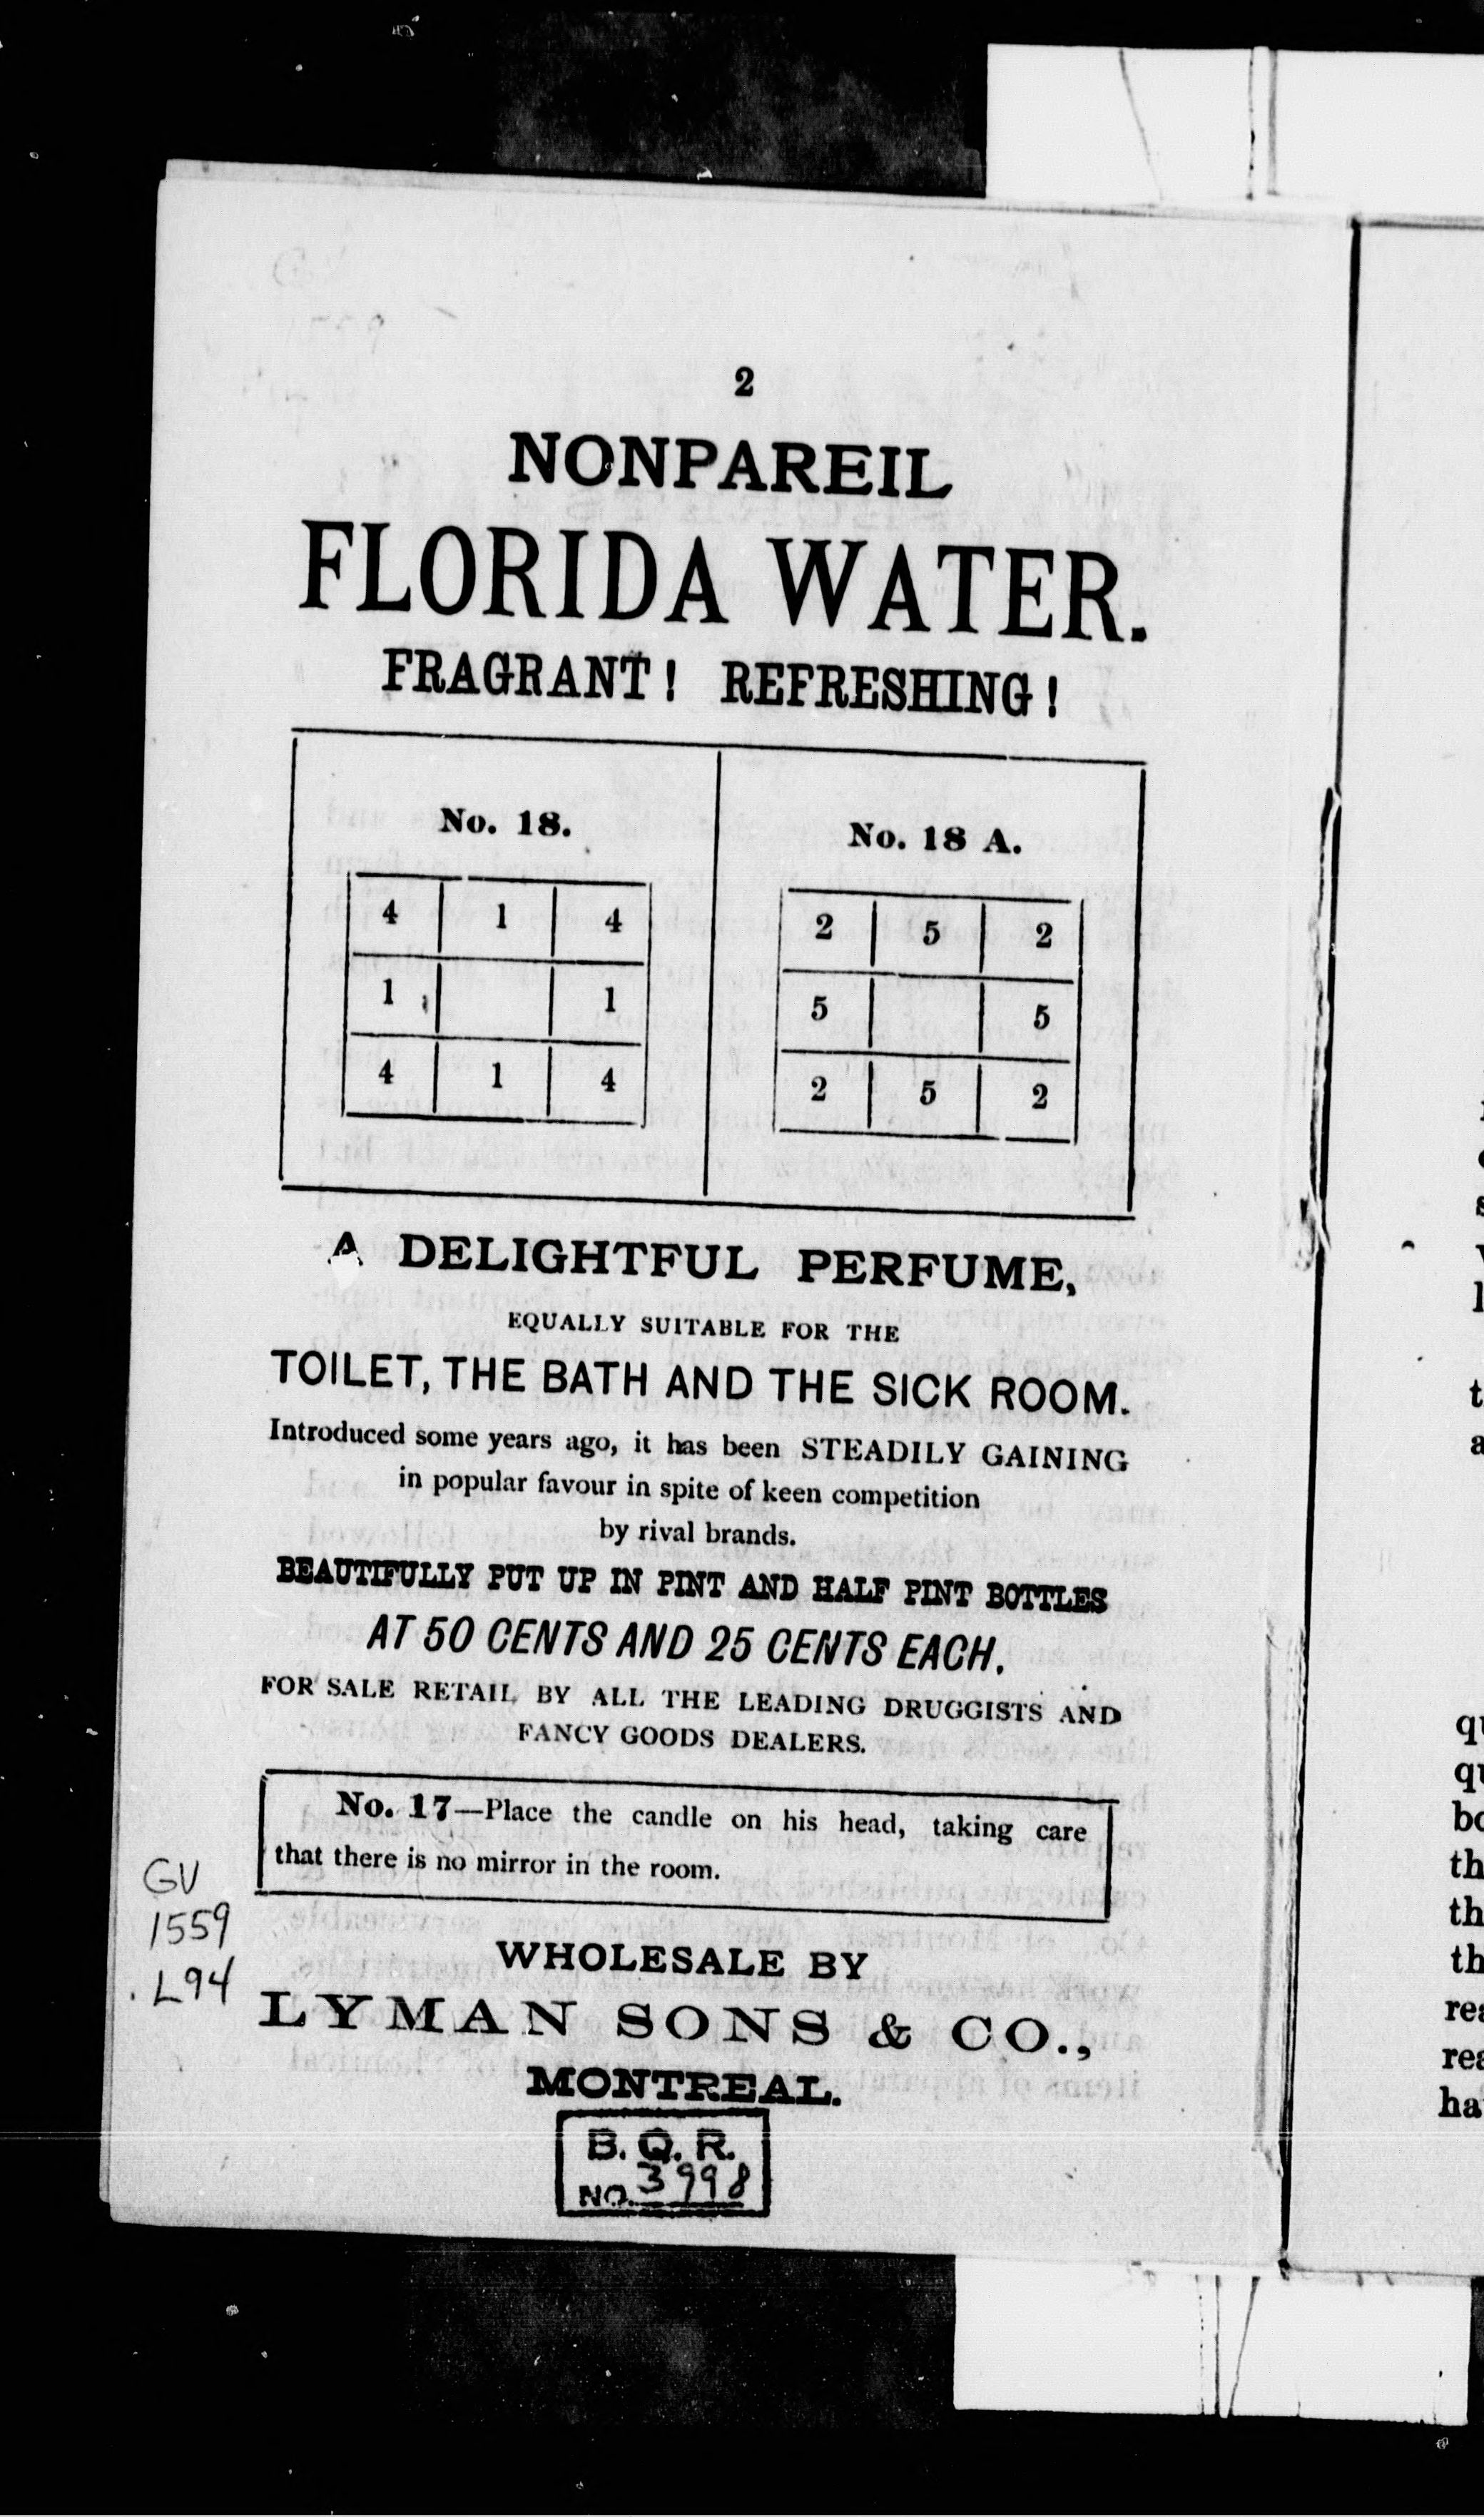 2
NONPAREIL
FLORIDA WATER.
FRAGRANT! REFRESHING!
No. 18.
4 1 4
1 1
4 1 4
No. 18 A.
2 5 2
5 5
2 5 2
A DELIGHTFUL PERFUME,
EQUALLY SUITABLE FOR THE
TOILET, THE BATH AND THE SICK ROOM.
Introduced some years ago, it has been STEADILY GAINING
in popular favour in spite of keen competition
by rival brands.
BEAUTIFULLY PUT UP IN PINT AND HALF PINT BOTTLES
AT 50 CENTS AND 25 CENTS EACH.
FOR SALE RETAIL BY ALL THE LEADING DRUGGISTS AND
FANCY GOODS DEALERS.
No. 17—Place the candle on his head, taking care
that there is no mirror in the room.
GV
1559
.L94
WHOLESALE BY
LYMAN SONS & CO.,
MONTREAL.
B. Q. R.
NO. 3998